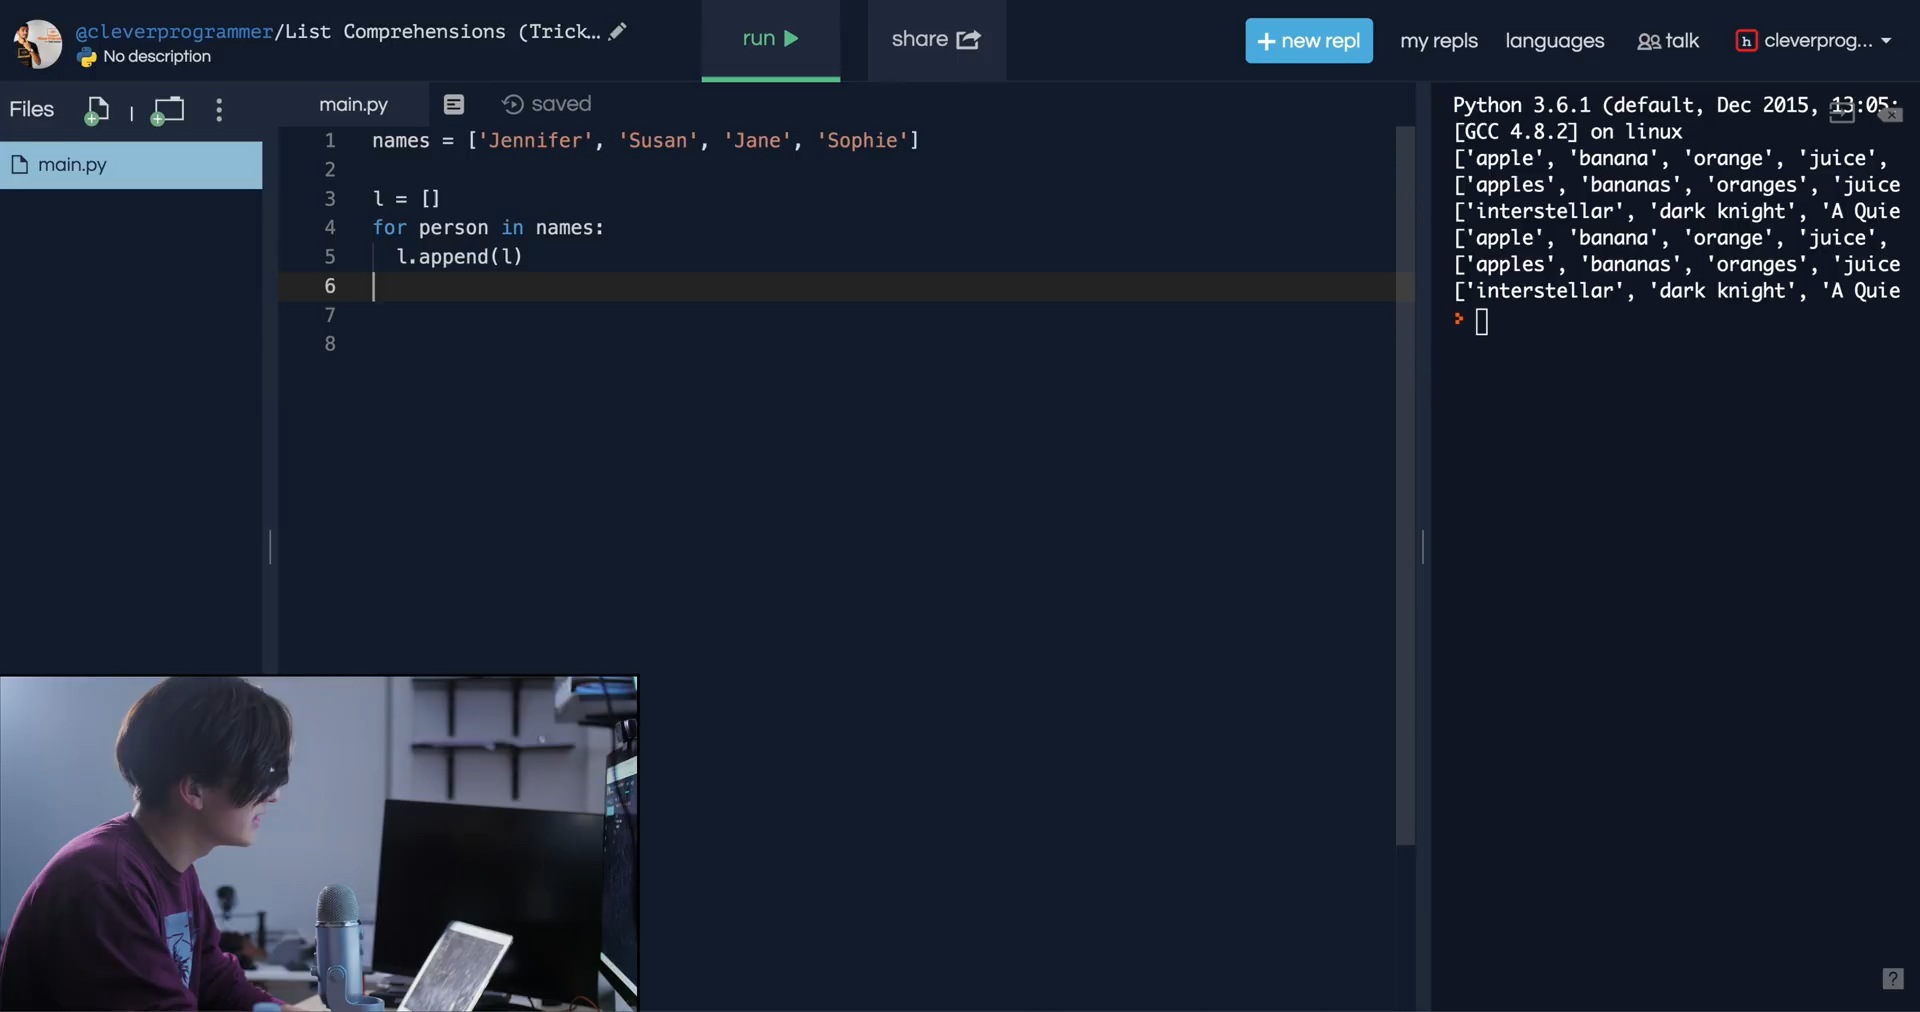 @cleverprogrammer/List Comprehensions (Trick...
No description
run
share
+ new repl
my repls
languages
talk
h
cleverprog...
Files
main.py
saved
main.py
1 names = ['Jennifer', 'Susan', 'Jane', 'Sophie']
2
3 l = []
4 for person in names:
5 l.append(l)
6
7
8
Python 3.6.1 (default, Dec 2015, 13:05:
[GCC 4.8.2] on linux
['apple', 'banana', 'orange', 'juice',
['apples', 'bananas', 'oranges', 'juice
['interstellar', 'dark knight', 'A Quie
['apple', 'banana', 'orange', 'juice',
['apples', 'bananas', 'oranges', 'juice
['interstellar', 'dark knight', 'A Quie
?